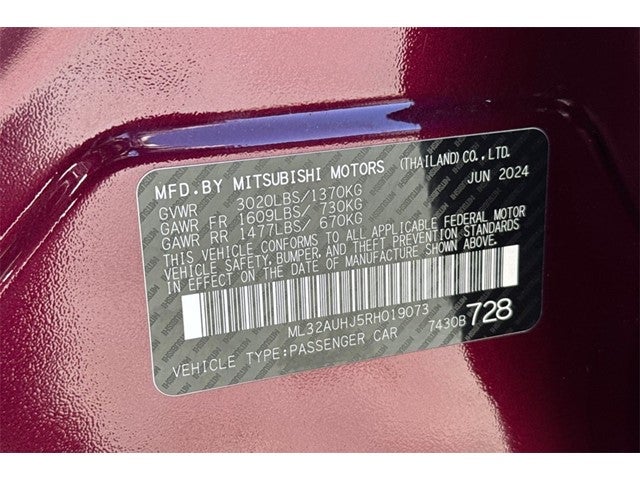 MFD. BY MITSUBISHI MOTORS (THAILAND) CO., LTD.
GVWR 3020LBS/1370KG JUN 2024
GAWR FR 1609LBS/ 730KG
GAWR RR 1477LBS/ 670KG
THIS VEHICLE CONFORMS TO ALL APPLICABLE FEDERAL MOTOR
VEHICLE SAFETY, BUMPER, AND THEFT PREVENTION STANDARDS
IN EFFECT ON THE DATE OF MANUFACTURE SHOWN ABOVE.
ML32AUHJ5RH019073
VEHICLE TYPE:PASSENGER CAR 7430B 728